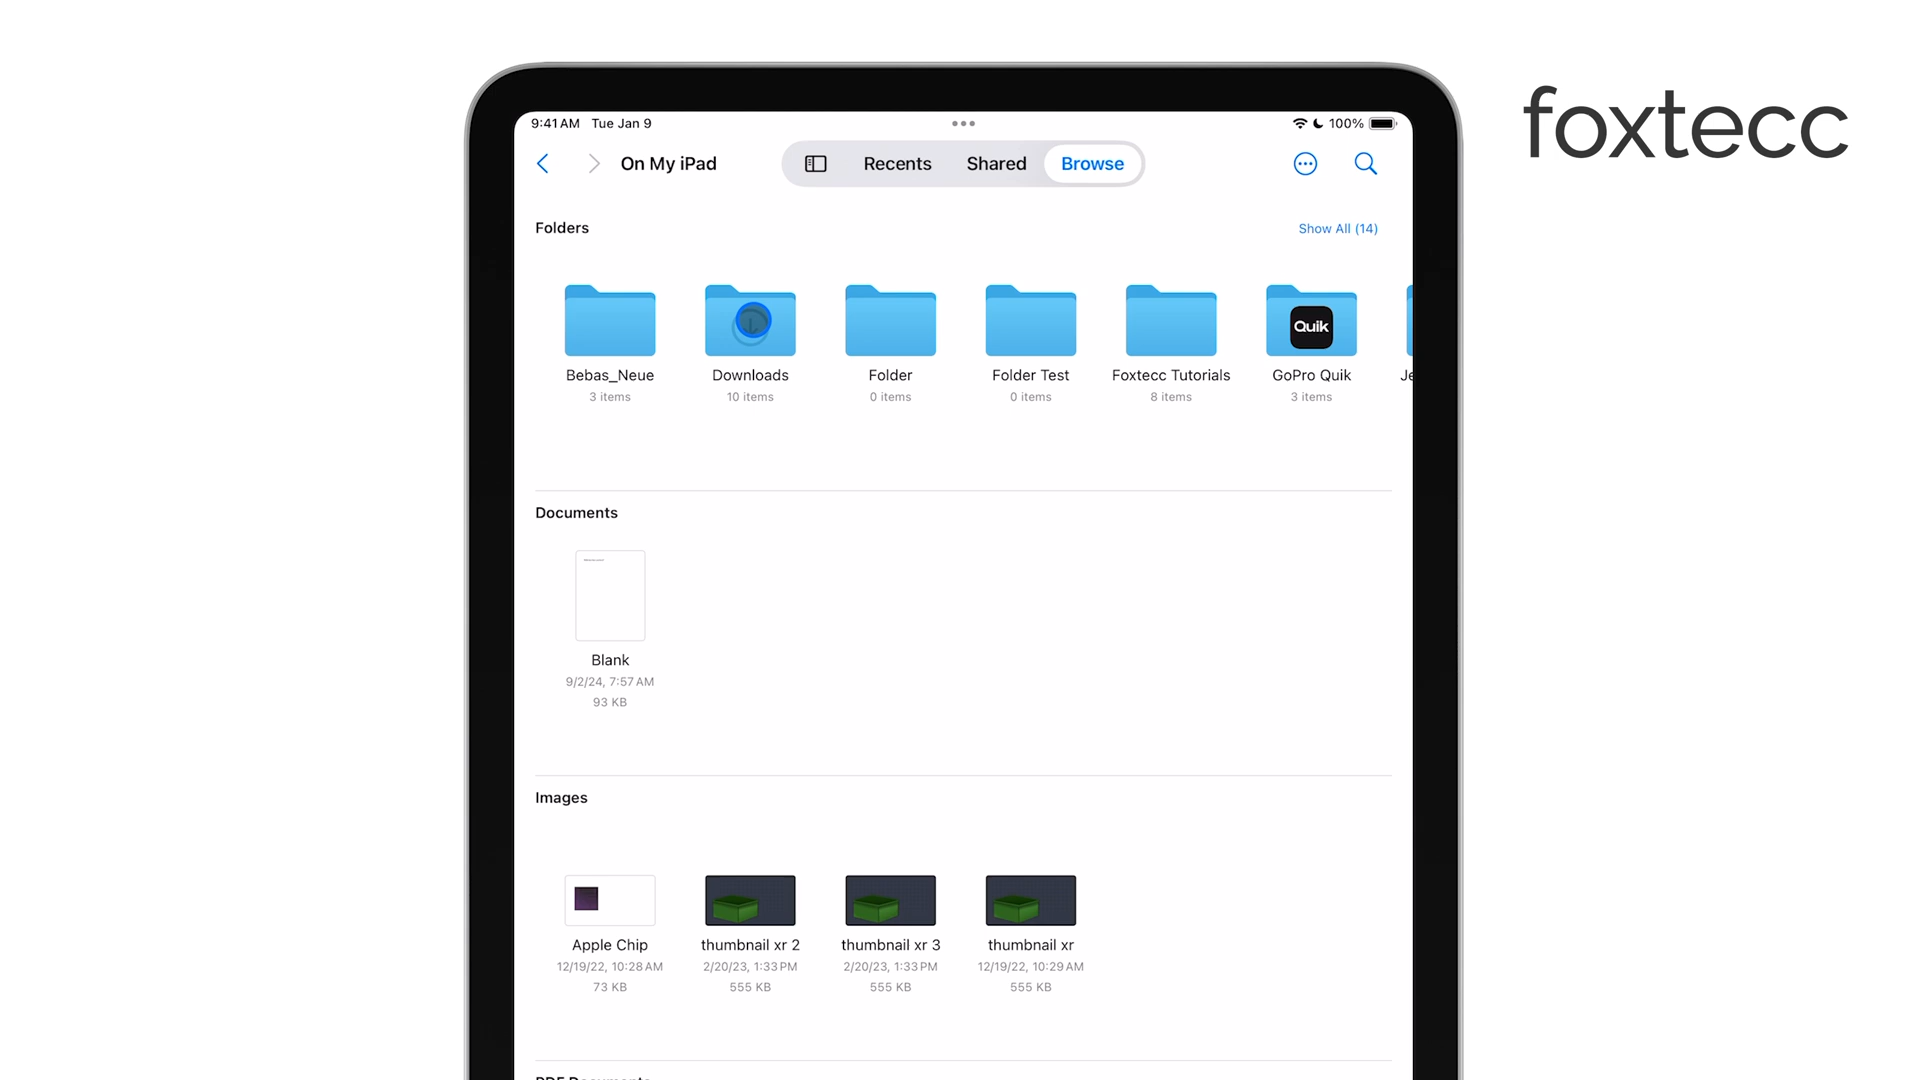 foxtecc
9:41 AM Tue Jan 9
100%
On My iPad
Recents
Shared
Browse
Folders
Show All (14)
Quik
Bebas_Neue
Downloads
Folder
Folder Test
Foxtecc Tutorials
GoPro Quik
3 items
10 items
0 items
0 items
8 items
3 items
Documents
Blank
9/2/24, 7:57 AM
93 KB
Images
Apple Chip
thumbnail xr 2
thumbnail xr 3
thumbnail xr
12/19/22, 10:28 AM
2/20/23, 1:33 PM
2/20/23, 1:33 PM
12/19/22, 10:29 AM
73 KB
555 KB
555 KB
555 KB
PDF Documents